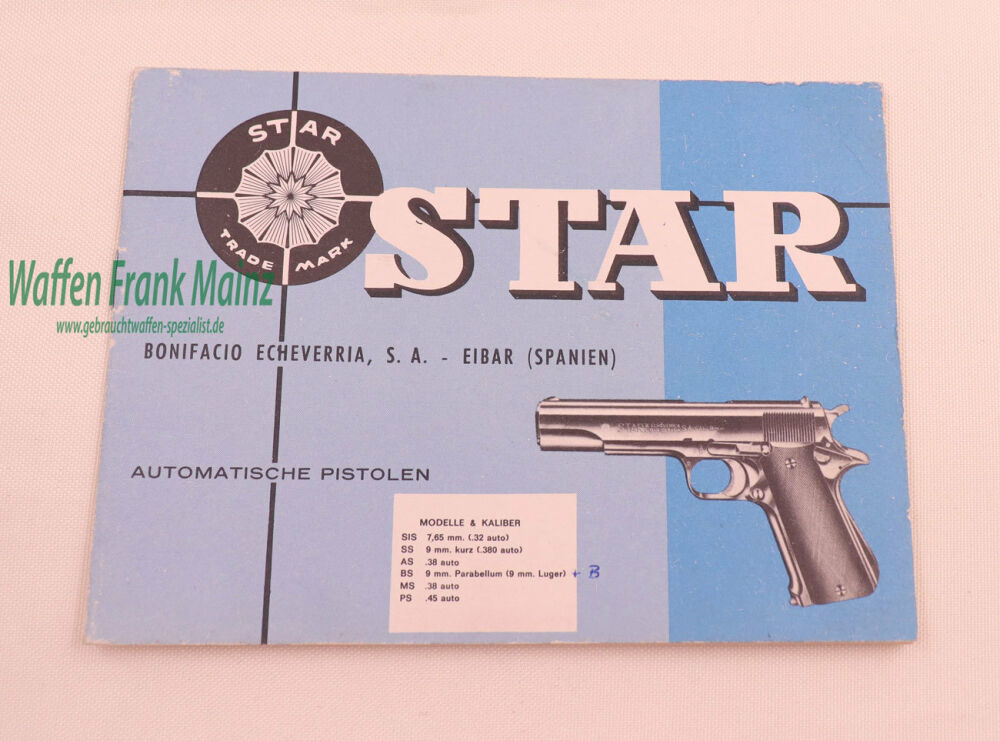 STAR
TRADE MARK
STAR
Waffen Frank Mainz
www.gebrauchtwaffen-spezialist.de
BONIFACIO ECHEVERRIA, S. A. - EIBAR (SPANIEN)
AUTOMATISCHE PISTOLEN
MODELLE & KALIBER
SIS 7,65 mm. (.32 auto)
SS 9 mm. kurz (.380 auto)
AS .38 auto
BS 9 mm. Parabellum (9 mm. Luger) + B
MS .38 auto
PS .45 auto